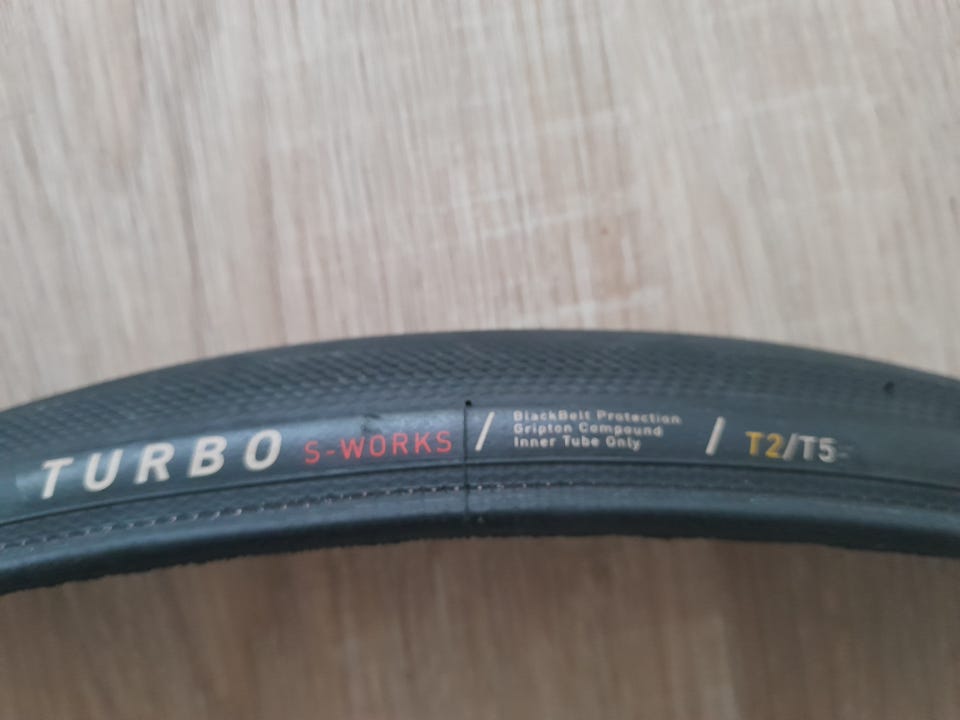 TURBO S-WORKS / BlackBelt Protection
Gripton Compound
Inner Tube Only / T2/T5